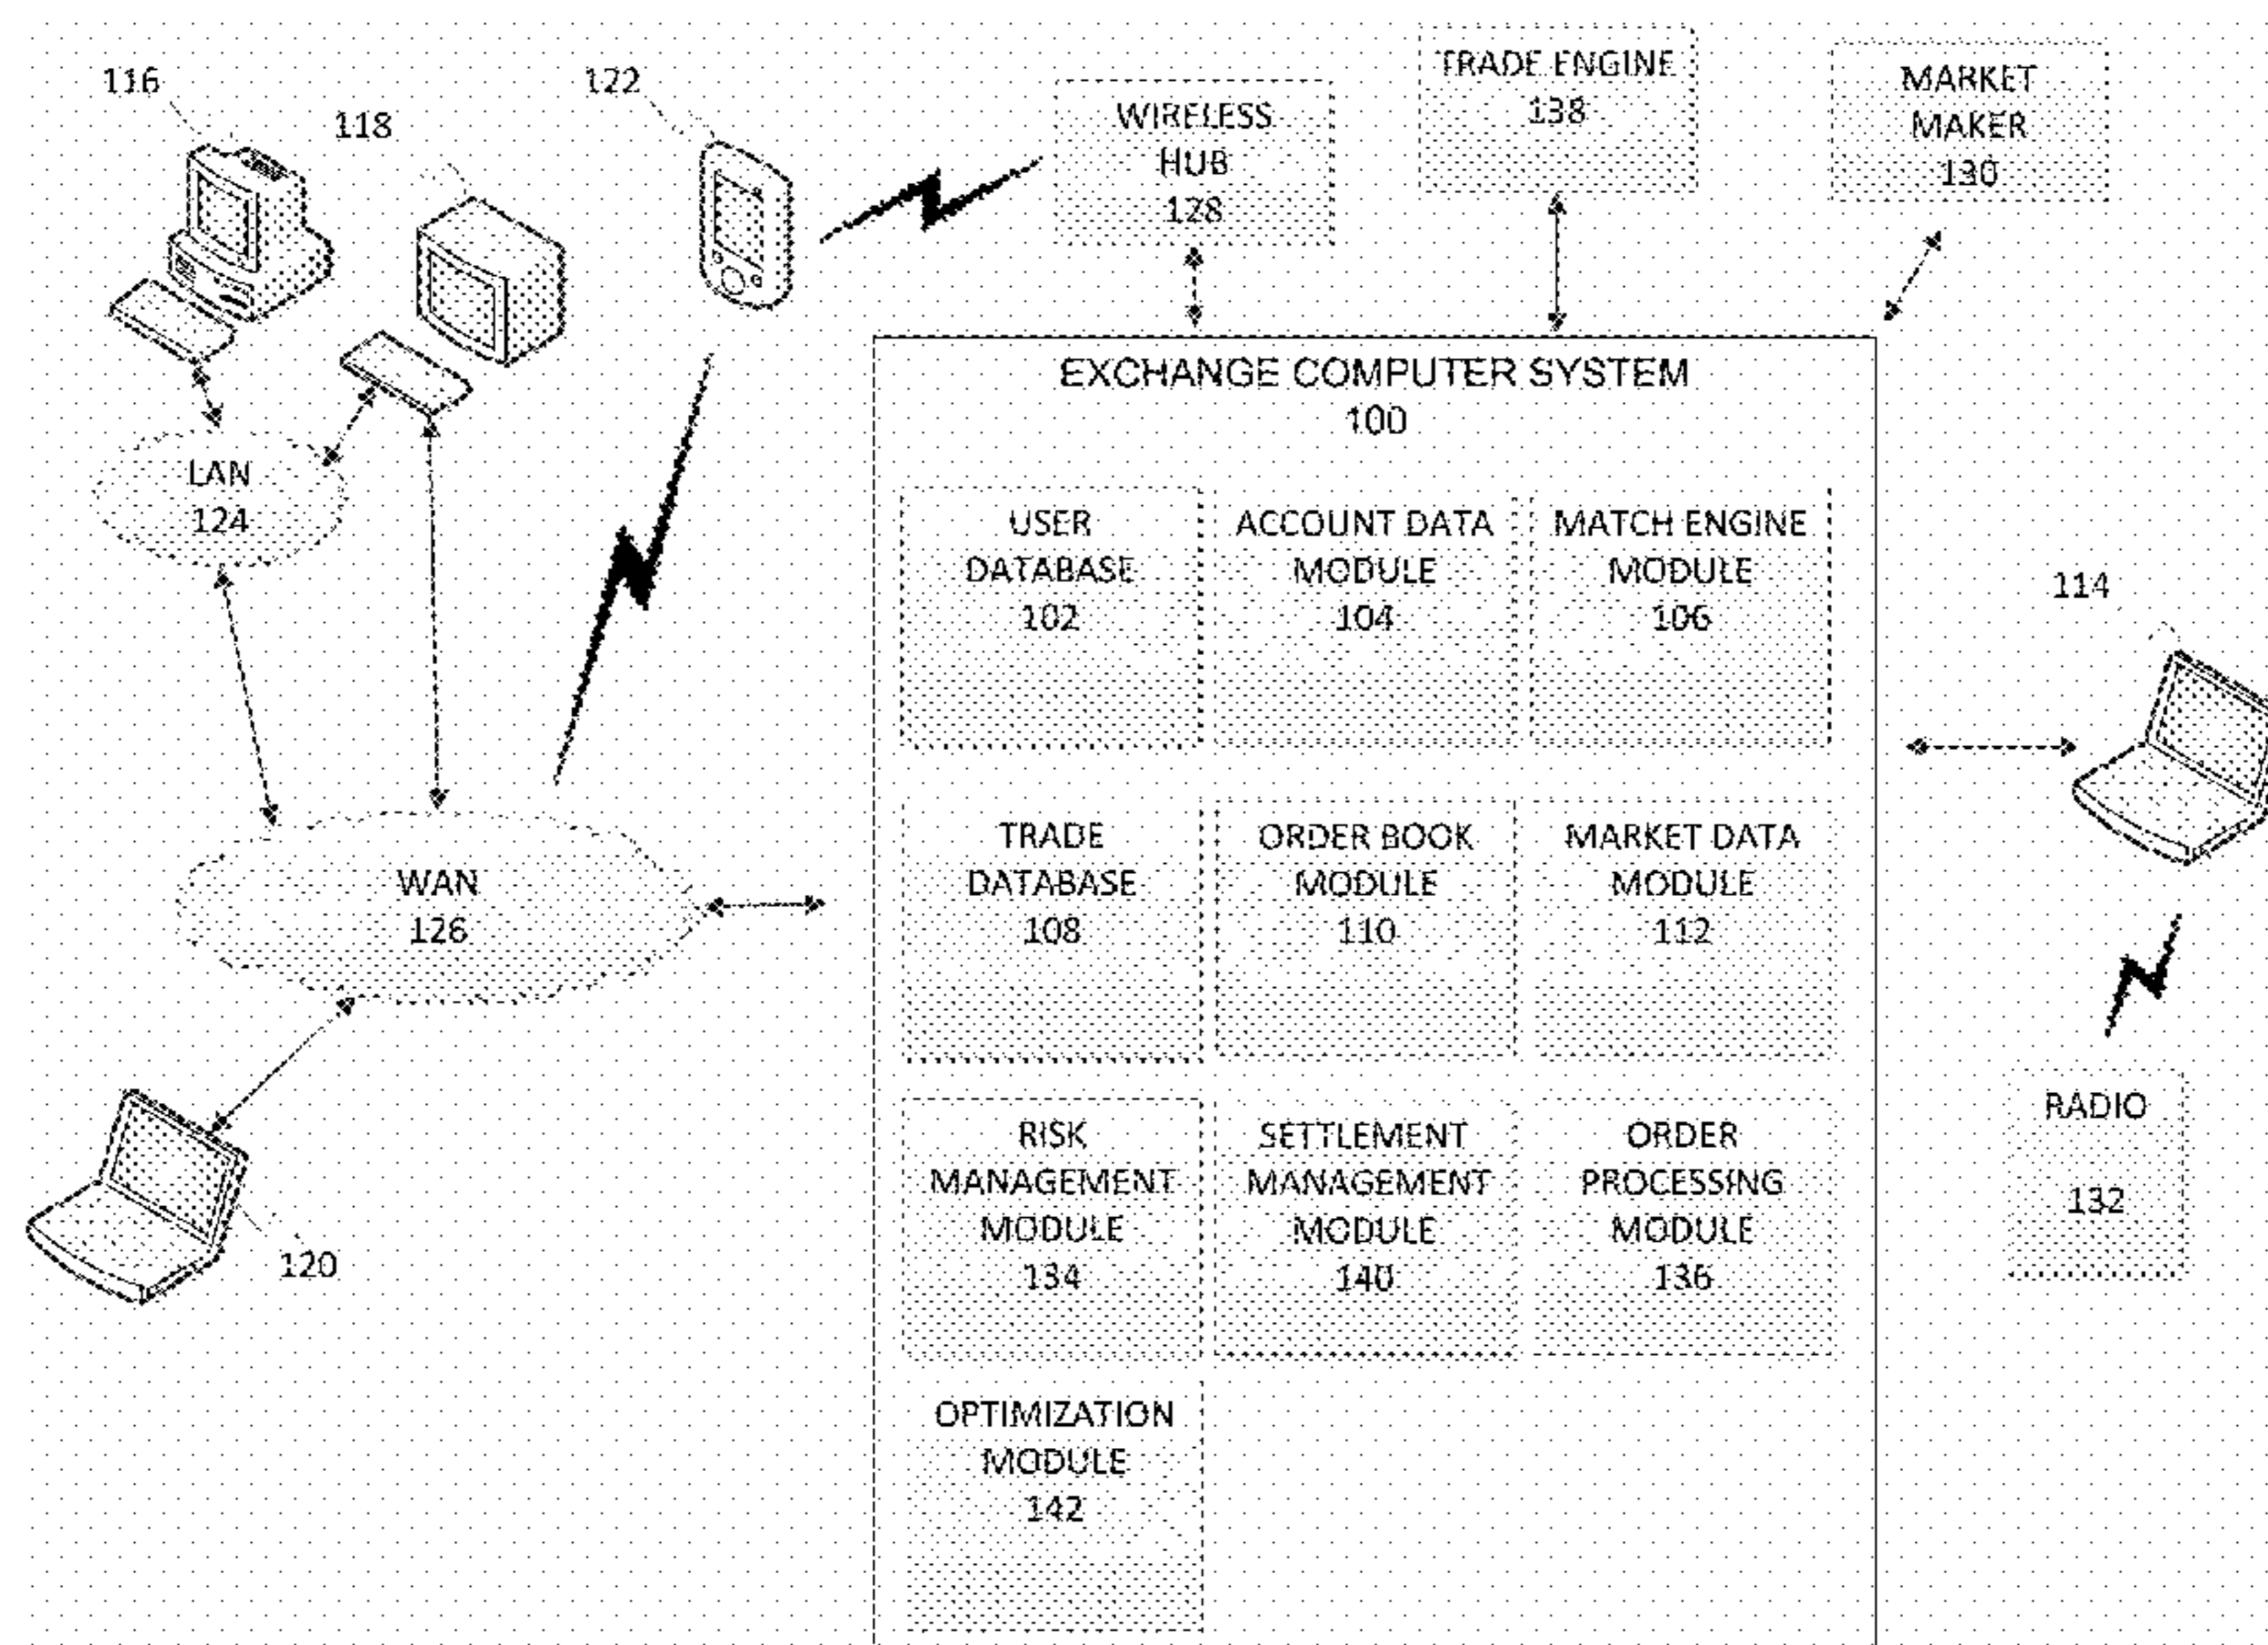 116
118
122
WIRELESS
HUB
128
TRADE ENGINE
138
MARKET
MAKER
130
EXCHANGE COMPUTER SYSTEM
100
LAN
124
USER
DATABASE
102
ACCOUNT DATA
MODULE
104
MATCH ENGINE
MODULE
106
114
WAN
126
TRADE
DATABASE
108
ORDER BOOK
MODULE
110
MARKET DATA
MODULE
112
120
RISK
MANAGEMENT
MODULE
134
SETTLEMENT
MANAGEMENT
MODULE
140
ORDER
PROCESSING
MODULE
136
RADIO
132
OPTIMIZATION
MODULE
142